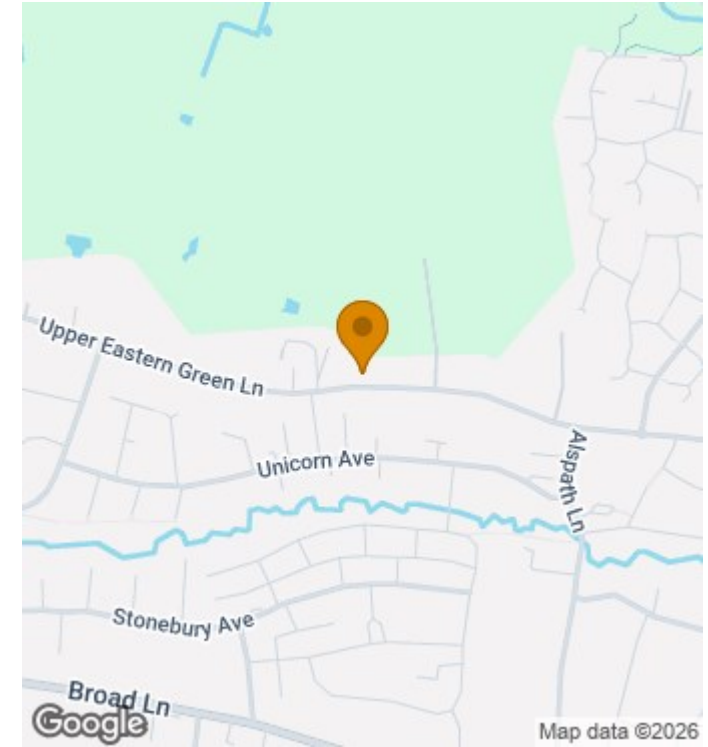 Upper Eastern Green Ln
Unicorn Ave
Alspath Ln
Stonebury Ave
Broad Ln
Google
Map data ©2026